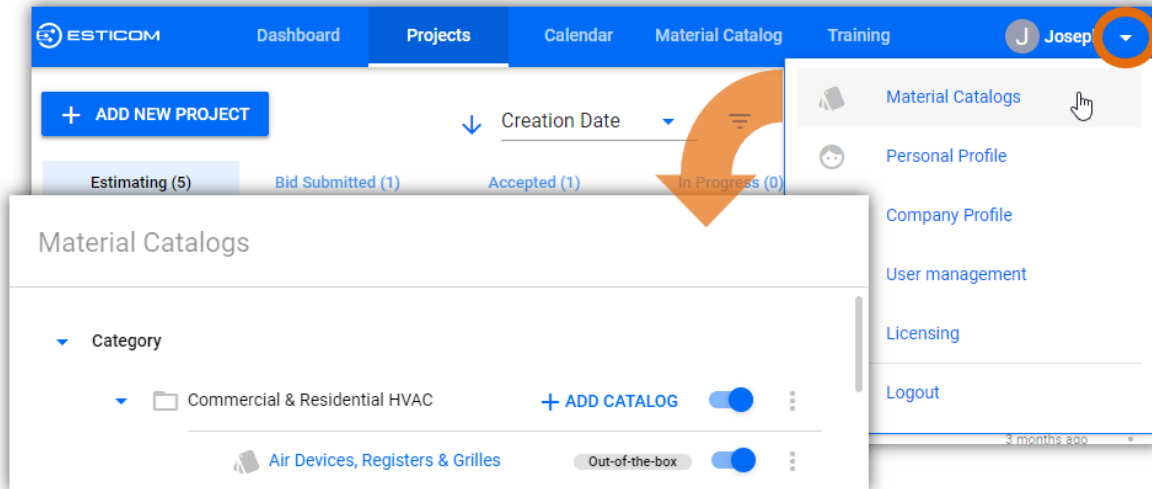 ESTICOM Dashboard Projects Calendar Material Catalog Training J Joseph
+ ADD NEW PROJECT Creation Date
Estimating (5) Bid Submitted (1) Accepted (1) In Progress (0)
Material Catalogs
Personal Profile
Company Profile
User management
Licensing
Logout
3 months ago
Material Catalogs
Category
Commercial & Residential HVAC + ADD CATALOG
Air Devices, Registers & Grilles Out-of-the-box